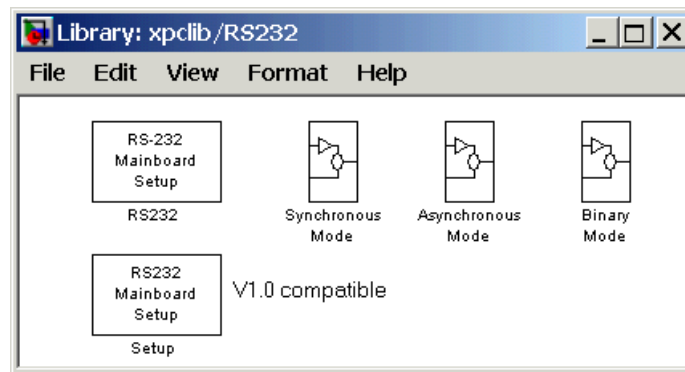 Library: xpclib/RS232
File Edit View Format Help
RS-232
Mainboard
Setup
RS232
Synchronous
Mode
Asynchronous
Mode
Binary
Mode
RS232
Mainboard
Setup
V1.0 compatible
Setup